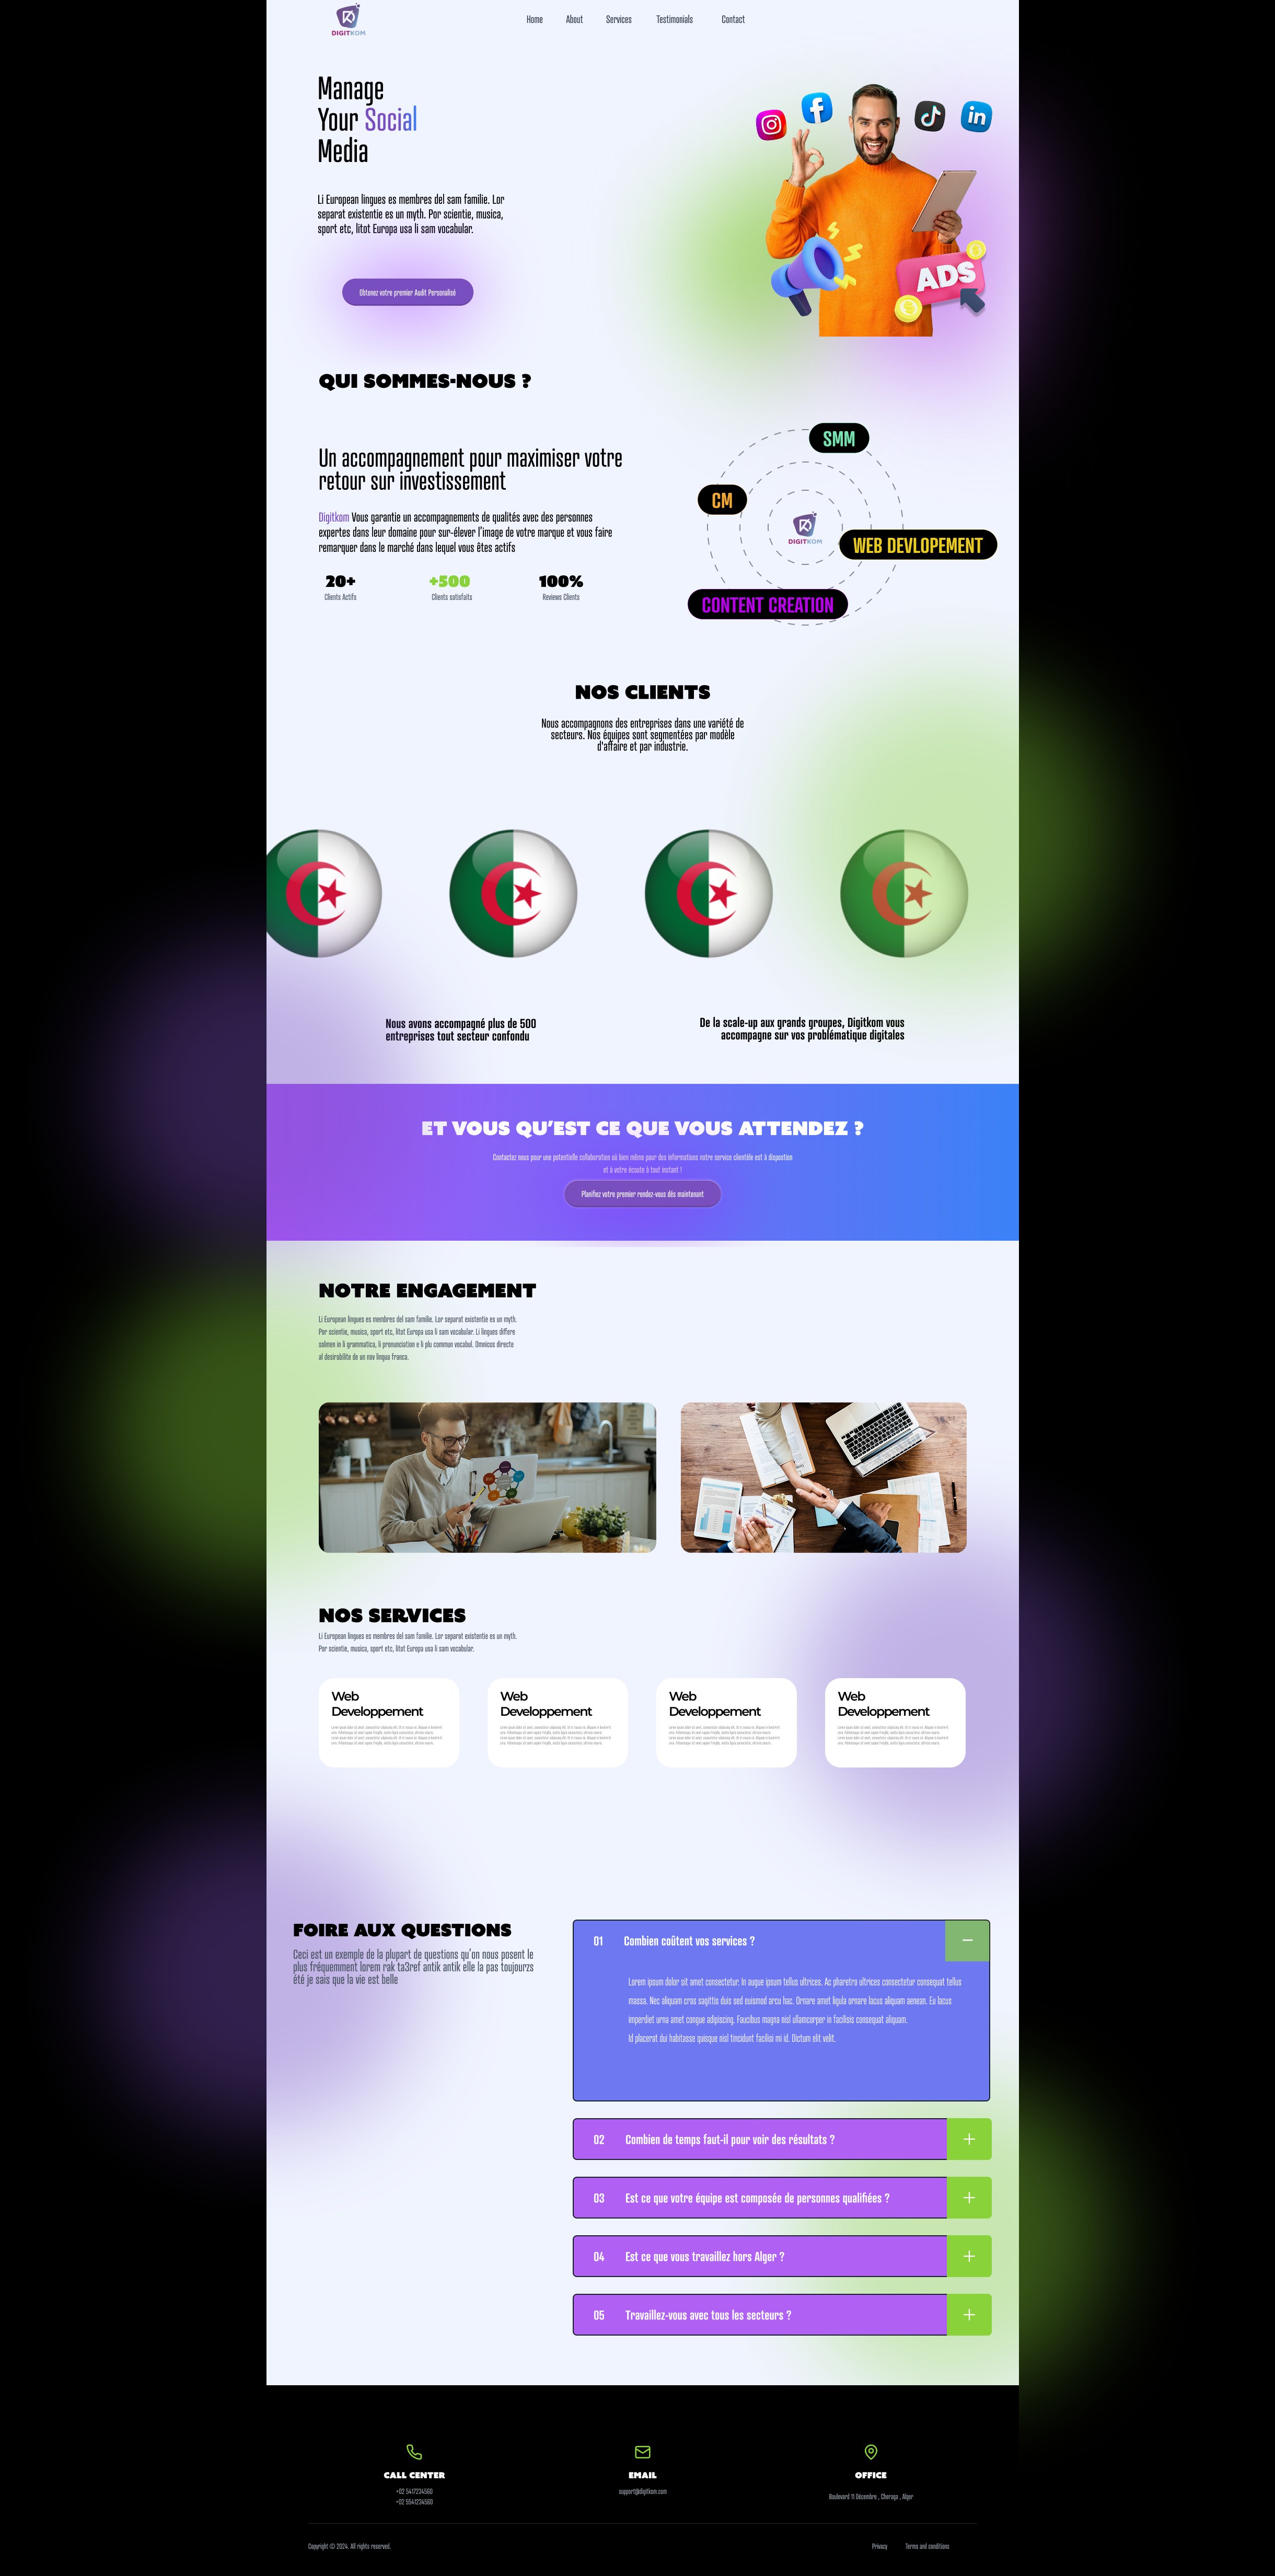 DIGITKOM
Home About Services Testimonials Contact
Manage
Your Social
Media
Li European lingues es membres del sam familie. Lor
separat existentie es un myth. Por scientie, musica,
sport etc, litot Europa usa li sam vocabular.
Obtenez votre premier Audit Personalisé
ADS
QUI SOMMES-NOUS ?
Un accompagnement pour maximiser votre
retour sur investissement
Digitkom Vous garantie un accompagnements de qualités avec des personnes
expertes dans leur domaine pour sur-élever l'image de votre marque et vous faire
remarquer dans le marché dans lequel vous êtes actifs
20+ +500 100%
Clients Actifs Clients satisfaits Reviews Clients
SMM
CM
DIGITKOM
WEB DEVLOPEMENT
CONTENT CREATION
NOS CLIENTS
Nous accompagnons des entreprises dans une variété de
secteurs. Nos équipes sont segmentées par modèle
d'affaire et par industrie.
Nous avons accompagné plus de 500
entreprises tout secteur confondu
De la scale-up aux grands groupes, Digitkom vous
accompagne sur vos problématique digitales
ET VOUS QU'EST CE QUE VOUS ATTENDEZ ?
Contactez nous pour une potentielle collaboration où bien même pour des informations notre service clientèle est à dispostion
et à votre écoute à tout instant !
Planifiez votre premier rendez-vous dès maintenant
NOTRE ENGAGEMENT
Li European lingues es membres del sam familie. Lor separat existentie es un myth.
Por scientie, musica, sport etc, litot Europa usa li sam vocabular. Li lingues differe
solmen in li grammatica, li pronunciation e li plu commun vocabul. Omnicos directe
al desirabilite de un nov lingua franca.
NOS SERVICES
Li European lingues es membres del sam familie. Lor separat existentie es un myth.
Por scientie, musica, sport etc, litot Europa usa li sam vocabular.
Web
Developpement
Web
Developpement
Web
Developpement
Web
Developpement
FOIRE AUX QUESTIONS
Ceci est un exemple de la plupart de questions qu'on nous posent le
plus fréquemment lorem rak ta3ref antik antik elle la pas toujourzs
été je sais que la vie est belle
01 Combien coûtent vos services ?
Lorem ipsum dolor sit amet consectetur. In augue ipsum tellus ultrices. Ac pharetra ultrices consectetur consequat tellus
massa. Nec aliquam cras sagittis duis sed euismod arcu hac. Ornare amet ligula ornare lacus aliquam aenean. Eu lacus
imperdiet urna amet congue adipiscing. Faucibus magna nisl ullamcorper in facilisis consequat aliquam.
Id placerat dui habitasse quisque nisl tincidunt facilisi mi id. Dictum elit velit.
02 Combien de temps faut-il pour voir des résultats ?
03 Est ce que votre équipe est composée de personnes qualifiées ?
04 Est ce que vous travaillez hors Alger ?
05 Travaillez-vous avec tous les secteurs ?
CALL CENTER
+02 5417234560
+02 5541234560
EMAIL
support@digitkom.com
OFFICE
Boulevard 11 Décembre , Cheraga , Alger
Copyright © 2024. All rights reserved.
Privacy Terms and conditions